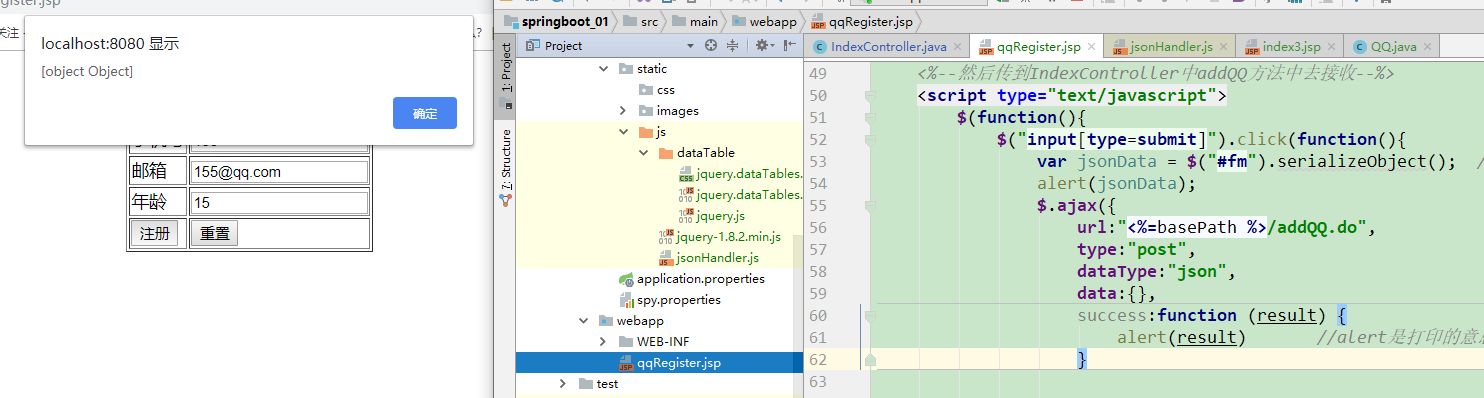 egister.jsp
关注
localhost:8080 显示
[object Object]
确定
邮箱
155@qq.com
年龄
15
注册
重置
springboot_01
src
main
webapp
qqRegister.jsp
Project
1: Project
7: Structure
static
css
images
js
dataTable
jquery.dataTables.
jquery.dataTables.
jquery.js
jquery-1.8.2.min.js
jsonHandler.js
application.properties
spy.properties
webapp
WEB-INF
qqRegister.jsp
test
IndexController.java
qqRegister.jsp
jsonHandler.js
index3.jsp
QQ.java
49 <%--然后传到IndexController中addQQ方法中去接收--%>
50 <script type="text/javascript">
51 $(function(){
52 $("input[type=submit]").click(function(){
53 var jsonData = $("#fm").serializeObject(); /
54 alert(jsonData);
55 $.ajax({
56 url:"<%=basePath %>/addQQ.do",
57 type:"post",
58 dataType:"json",
59 data:{},
60 success:function (result) {
61 alert(result) //alert是打印的意
62 }
63